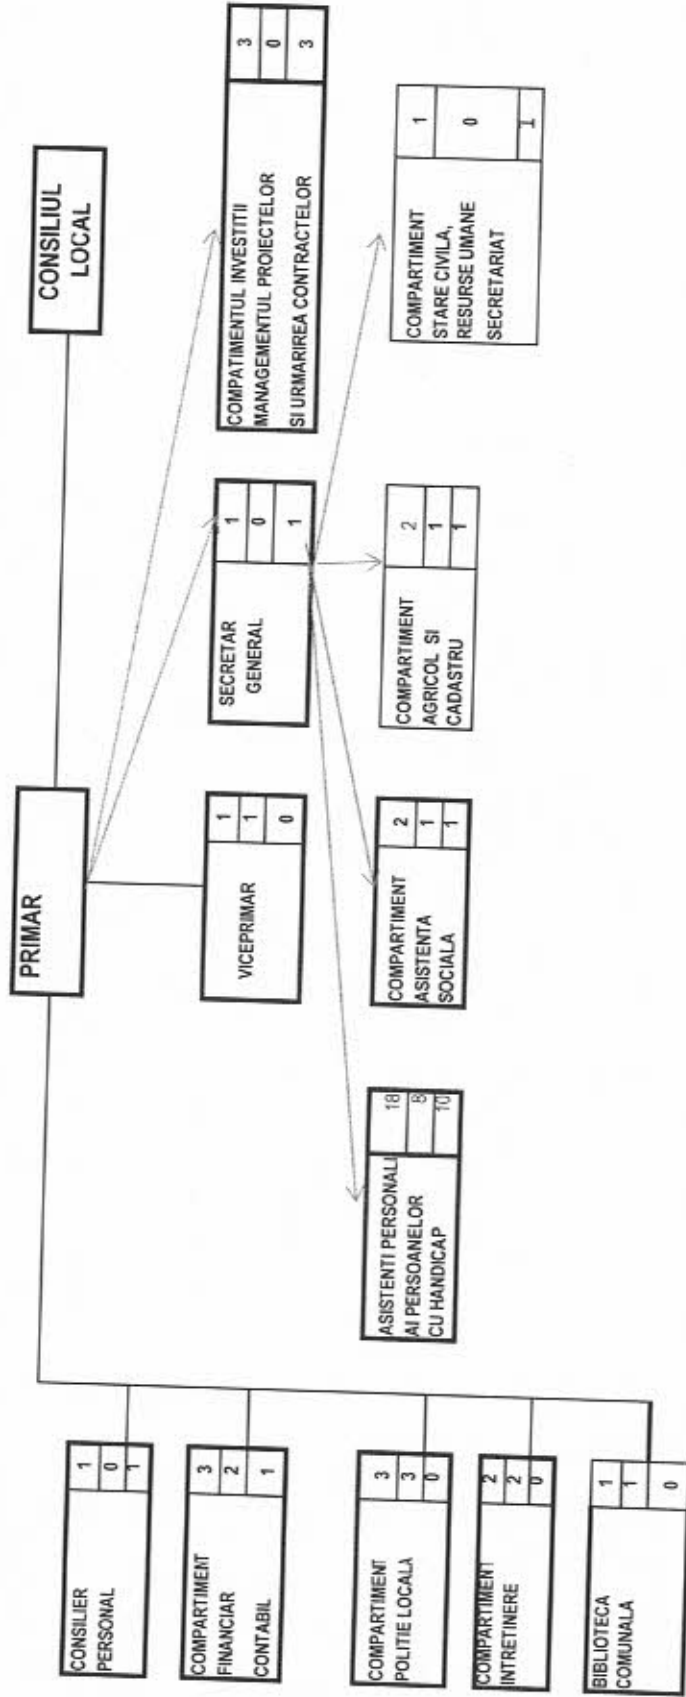 CONSILIUL
LOCAL
PRIMAR
CONSILIER
PERSONAL
1
0
1
COMPARTIMENT
FINANCIAR
CONTABIL
3
2
1
COMPARTIMENT
POLITIE LOCALA
3
3
0
COMPARTIMENT
INTRETINERE
2
2
0
BIBLIOTECA
COMUNALA
1
1
0
VICEPRIMAR
1
1
0
SECRETAR
GENERAL
1
0
1
COMPATIMENTUL INVESTITII
MANAGEMENTUL PROIECTELOR
SI URMARIREA CONTRACTELOR
3
0
3
ASISTENTI PERSONALI
AI PERSOANELOR
CU HANDICAP
18
8
10
COMPARTIMENT
ASISTENTA
SOCIALA
2
1
1
COMPARTIMENT
AGRICOL SI
CADASTRU
2
1
1
COMPARTIMENT
STARE CIVILA,
RESURSE UMANE
SECRETARIAT
1
0
1